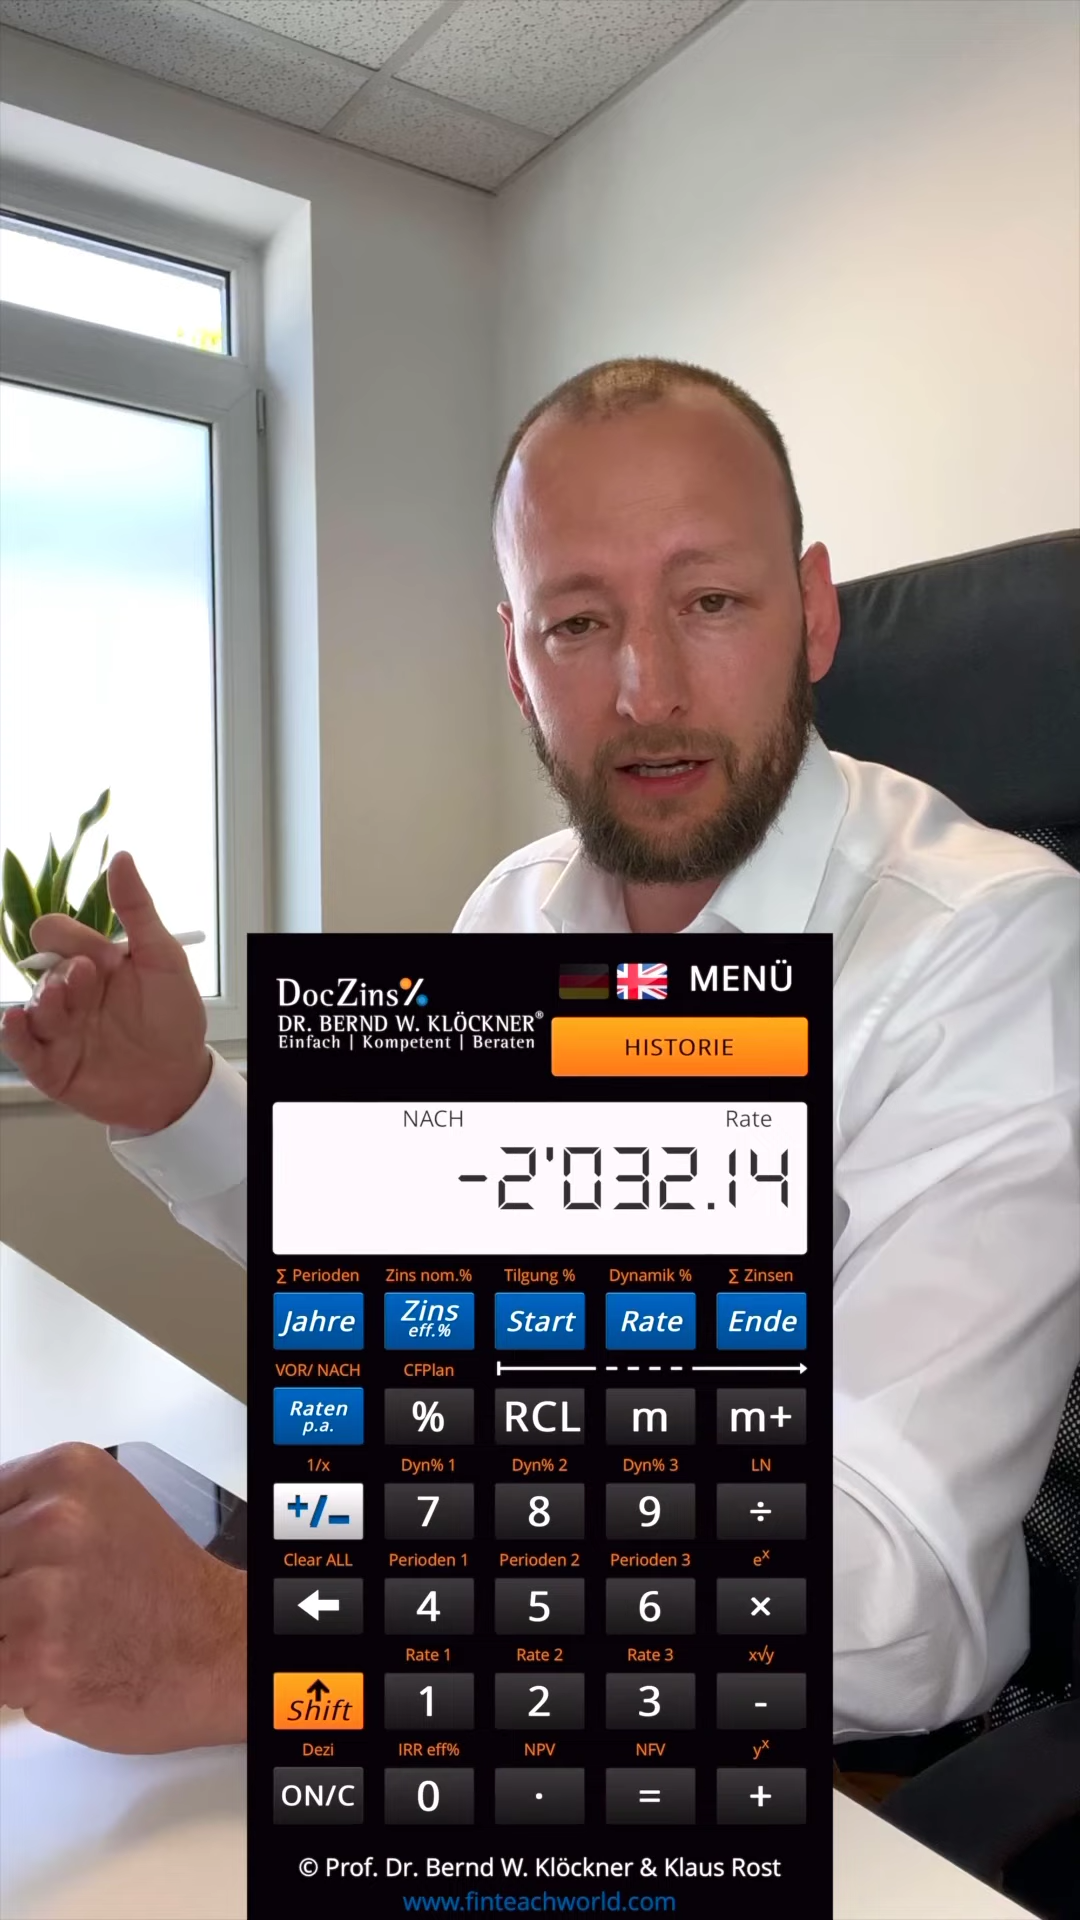 DocZins%
MENÜ
DR. BERND W. KLÖCKNER®
Einfach | Kompetent | Beraten
HISTORIE
NACH Rate
-2'032.14
∑ Perioden Zins nom.% Tilgung % Dynamik % ∑ Zinsen
Jahre Zins eff.% Start Rate Ende
VOR/ NACH CFPlan
Raten p.a. % RCL m m+
1/x Dyn% 1 Dyn% 2 Dyn% 3 LN
+/- 7 8 9 ÷
Clear ALL Perioden 1 Perioden 2 Perioden 3 eˣ
4 5 6 ×
Rate 1 Rate 2 Rate 3 x√y
Shift 1 2 3 -
Dezi IRR eff% NPV NFV yˣ
ON/C 0 · = +
© Prof. Dr. Bernd W. Klöckner & Klaus Rost
www.finteachworld.com